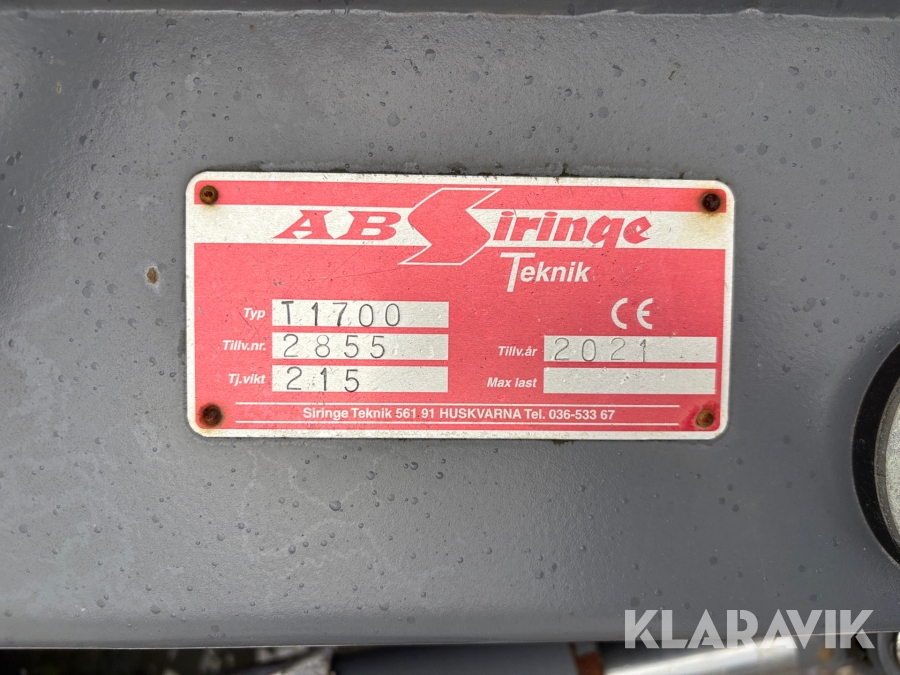 AB Siringe
Teknik
Typ T1700
CE
Tillv.nr. 2855
Tillv.år 2021
Tj.vikt 215
Max last
Siringe Teknik 561 91 HUSKVARNA Tel. 036-533 67
KLARAVIK